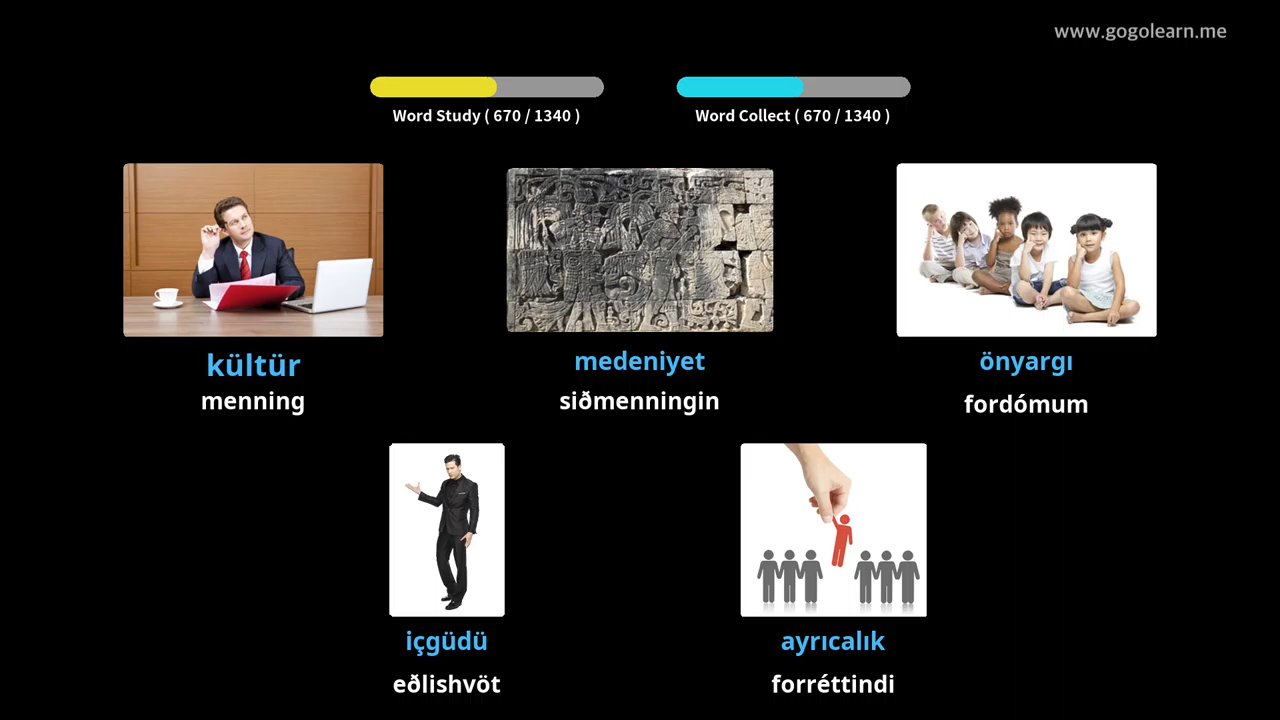 www.gogolearn.me
Word Study ( 670 / 1340 )
Word Collect ( 670 / 1340 )
kültür
menning
medeniyet
siðmenningin
önyargı
fordómum
içgüdü
eðlishvöt
ayrıcalık
forréttindi